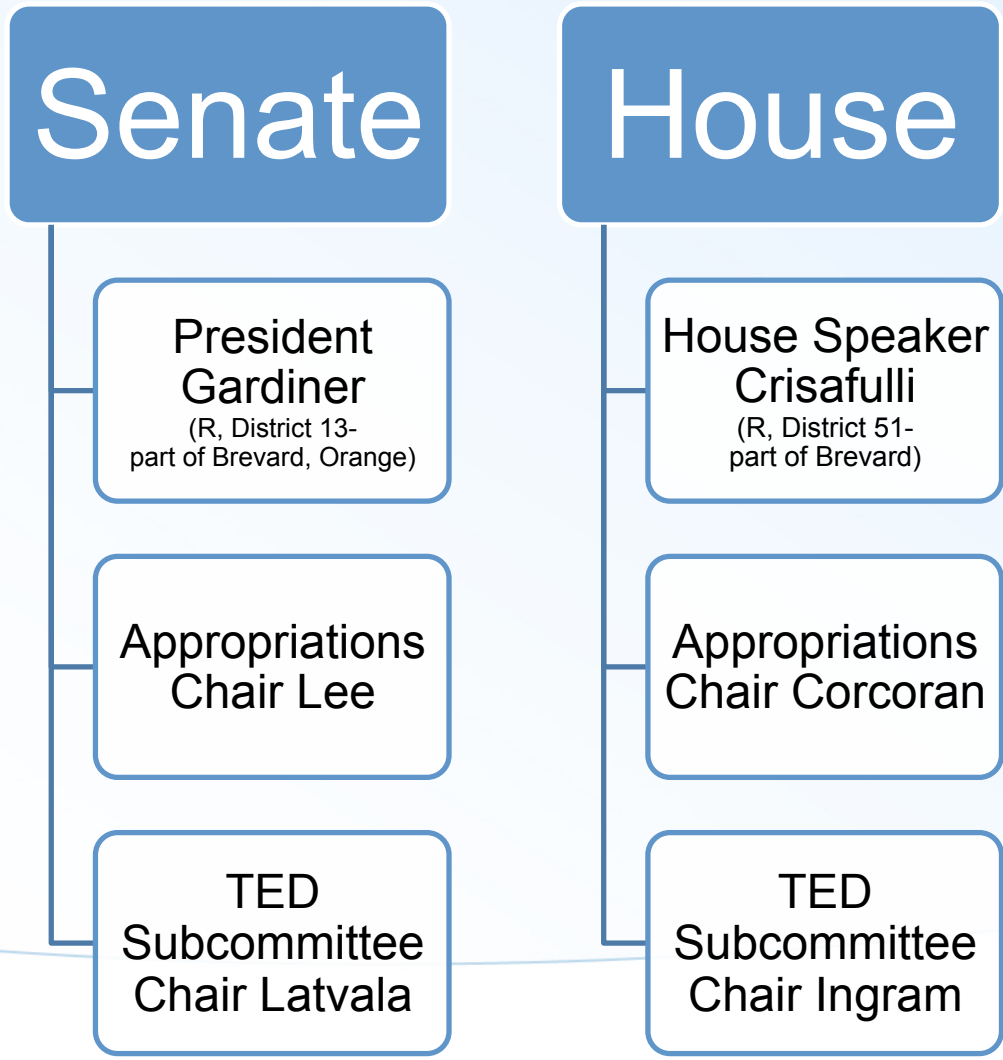 Senate
President
Gardiner
(R, District 13-
part of Brevard, Orange)
Appropriations
Chair Lee
TED
Subcommittee
Chair Latvala
House
House Speaker
Crisafulli
(R, District 51-
part of Brevard)
Appropriations
Chair Corcoran
TED
Subcommittee
Chair Ingram